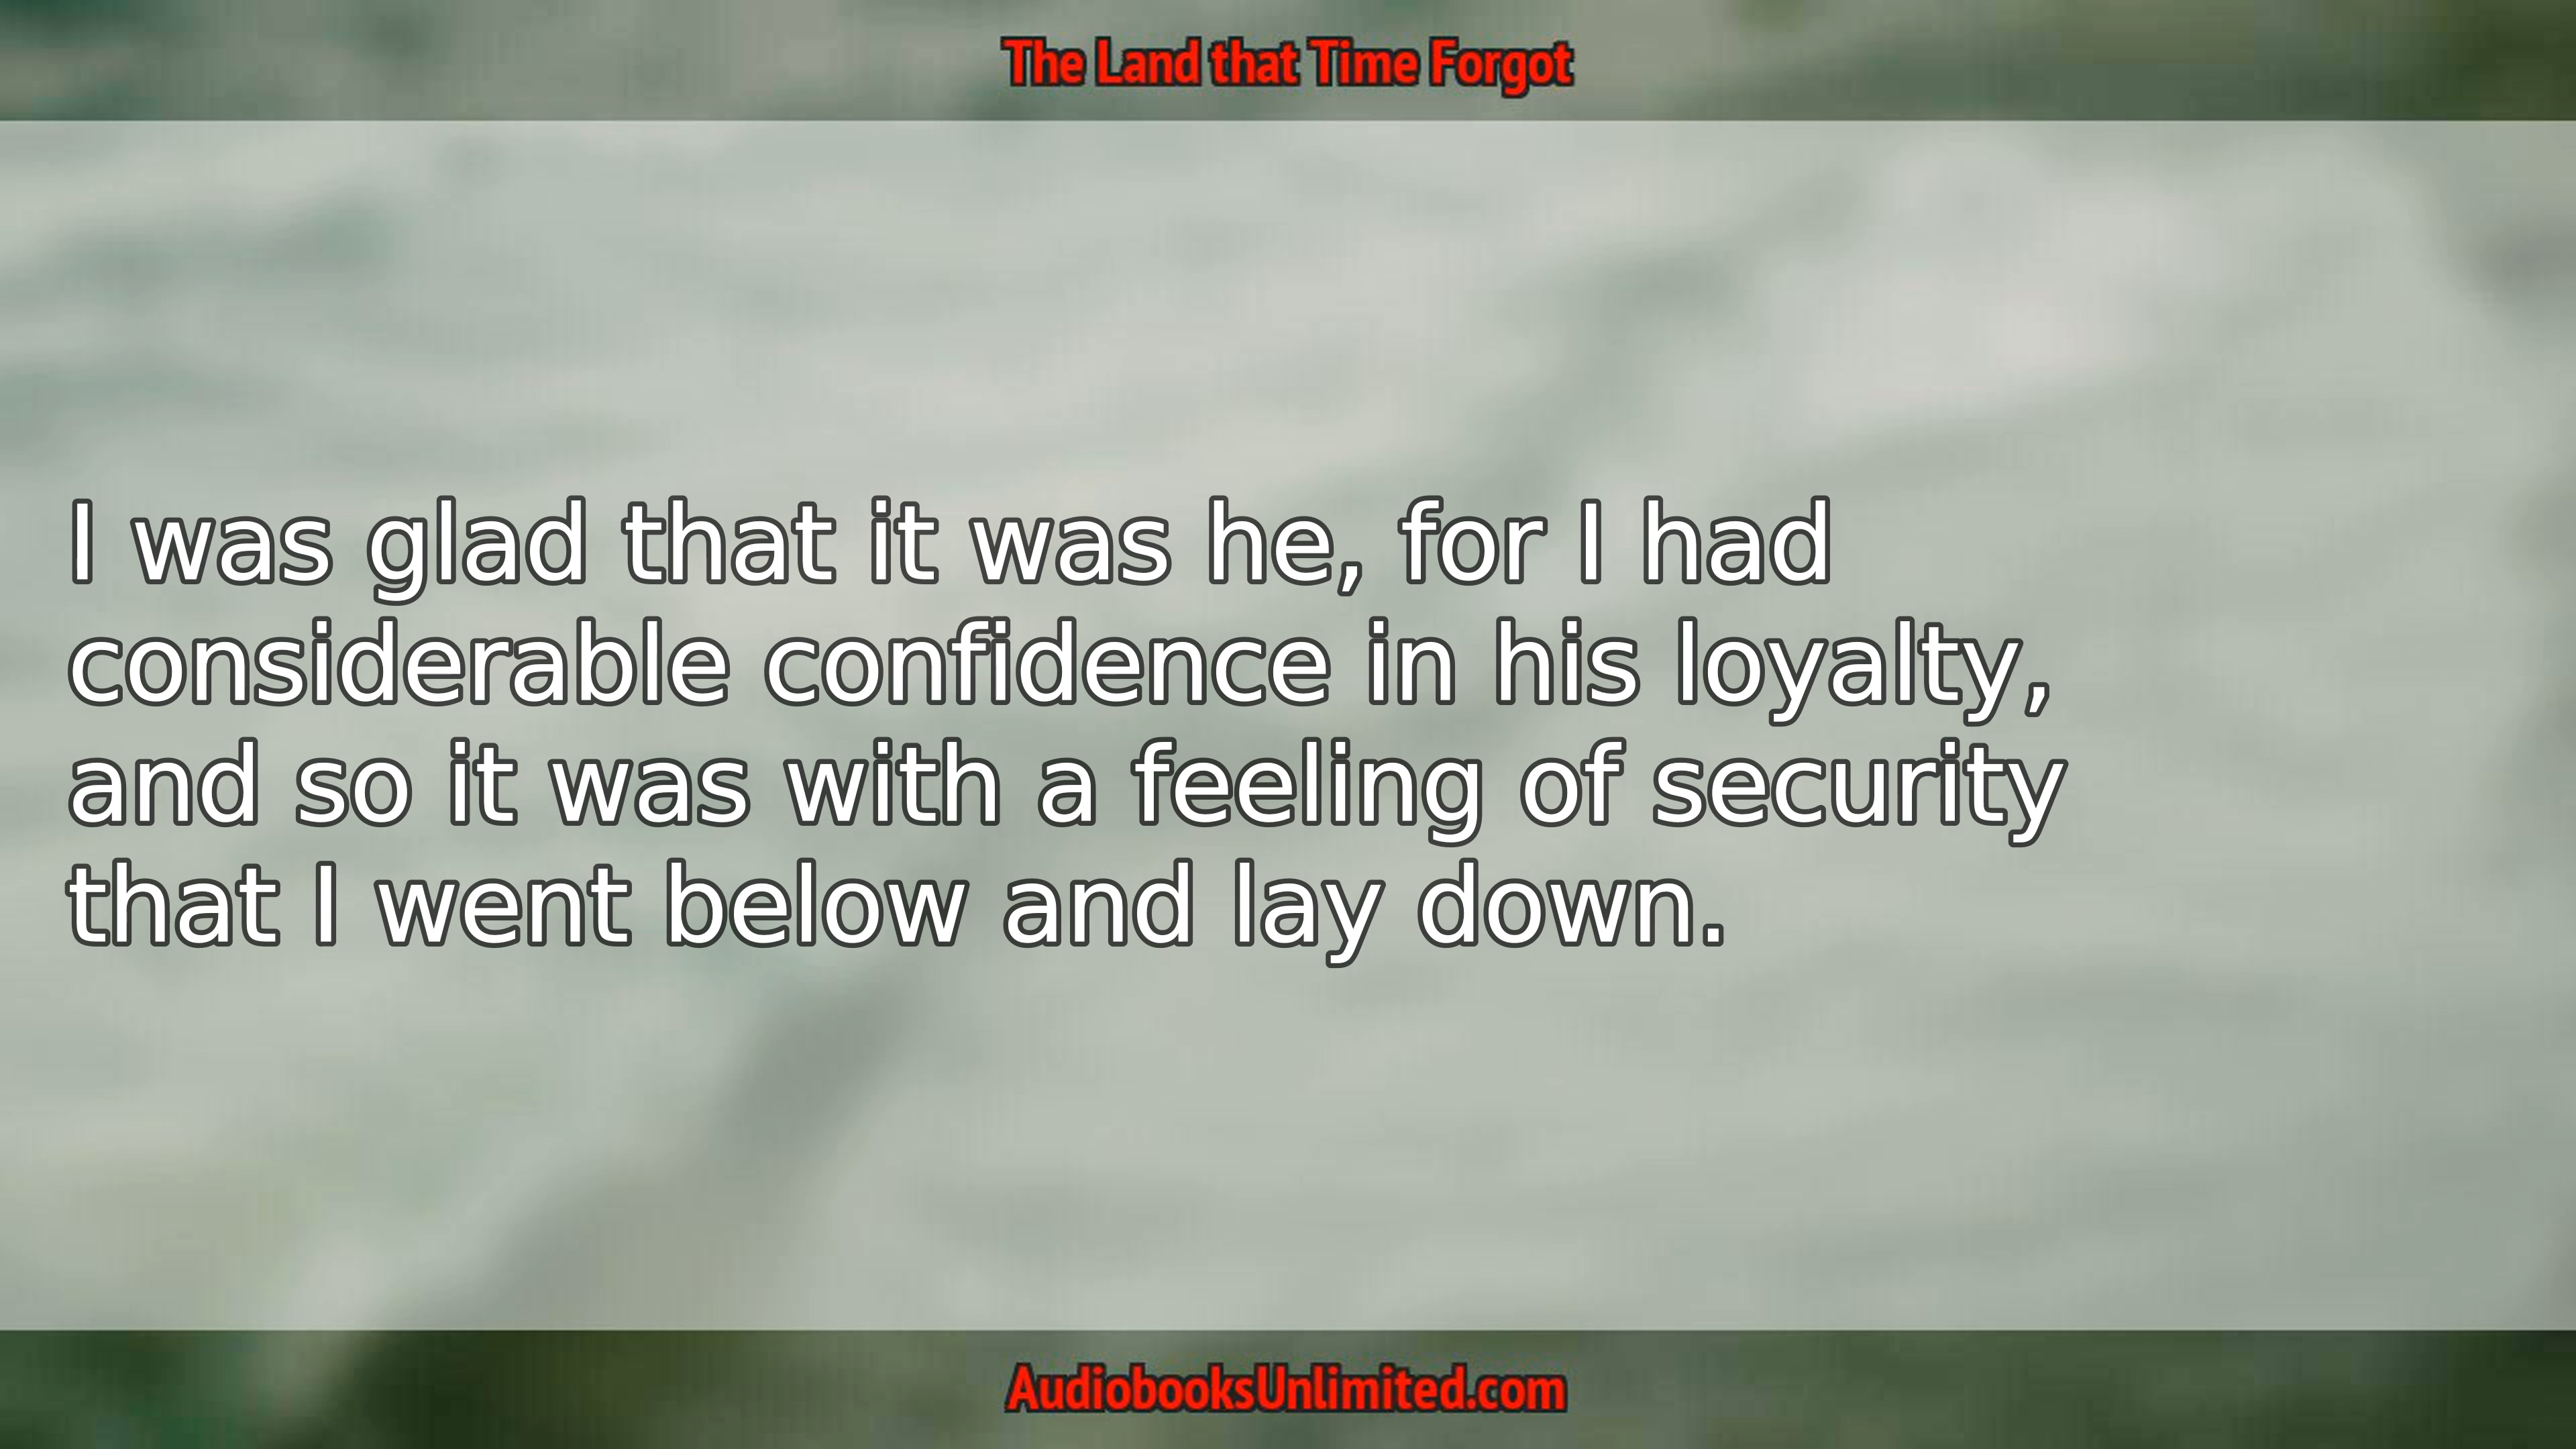 The Land that Time Forgot
I was glad that it was he, for I had
considerable confidence in his loyalty,
and so it was with a feeling of security
that I went below and lay down.
AudiobooksUnlimited.com